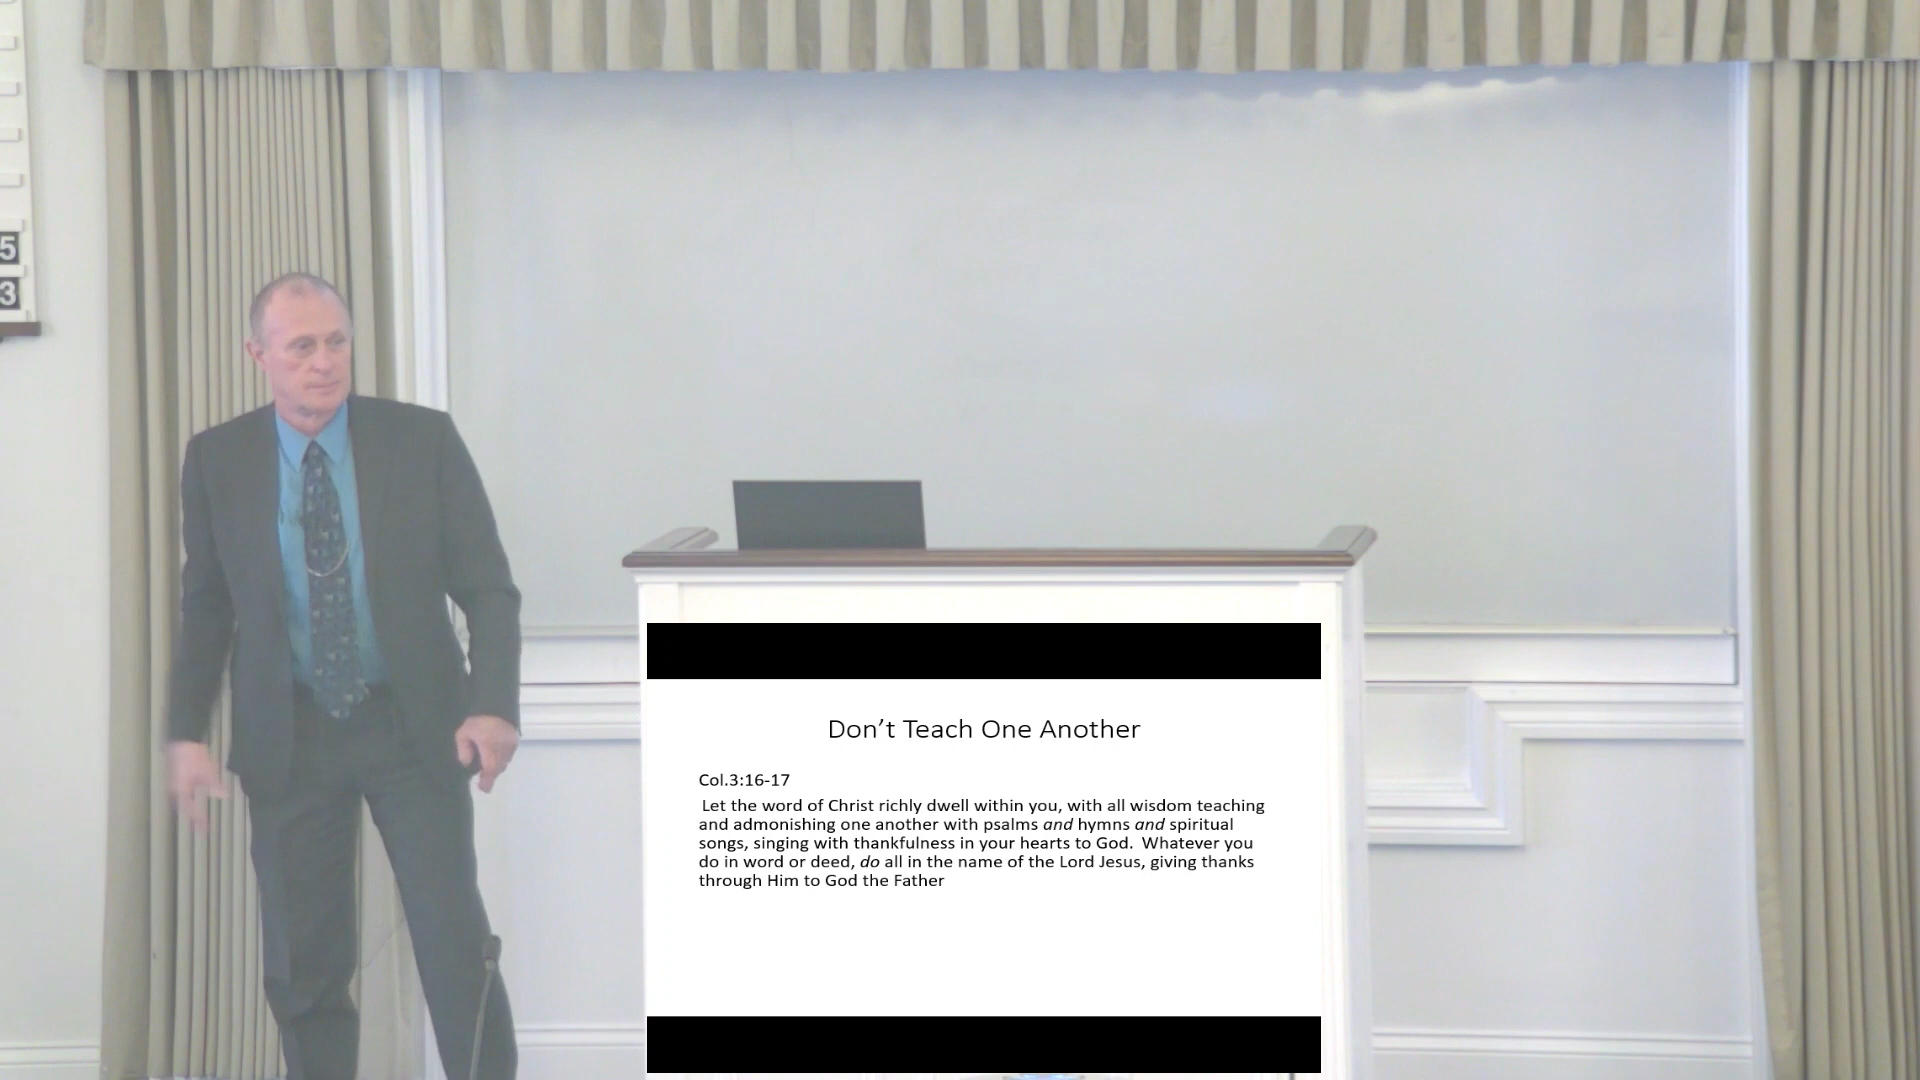 5
3
Don’t Teach One Another
Col.3:16-17
Let the word of Christ richly dwell within you, with all wisdom teaching
and admonishing one another with psalms and hymns and spiritual
songs, singing with thankfulness in your hearts to God.  Whatever you
do in word or deed, do all in the name of the Lord Jesus, giving thanks
through Him to God the Father